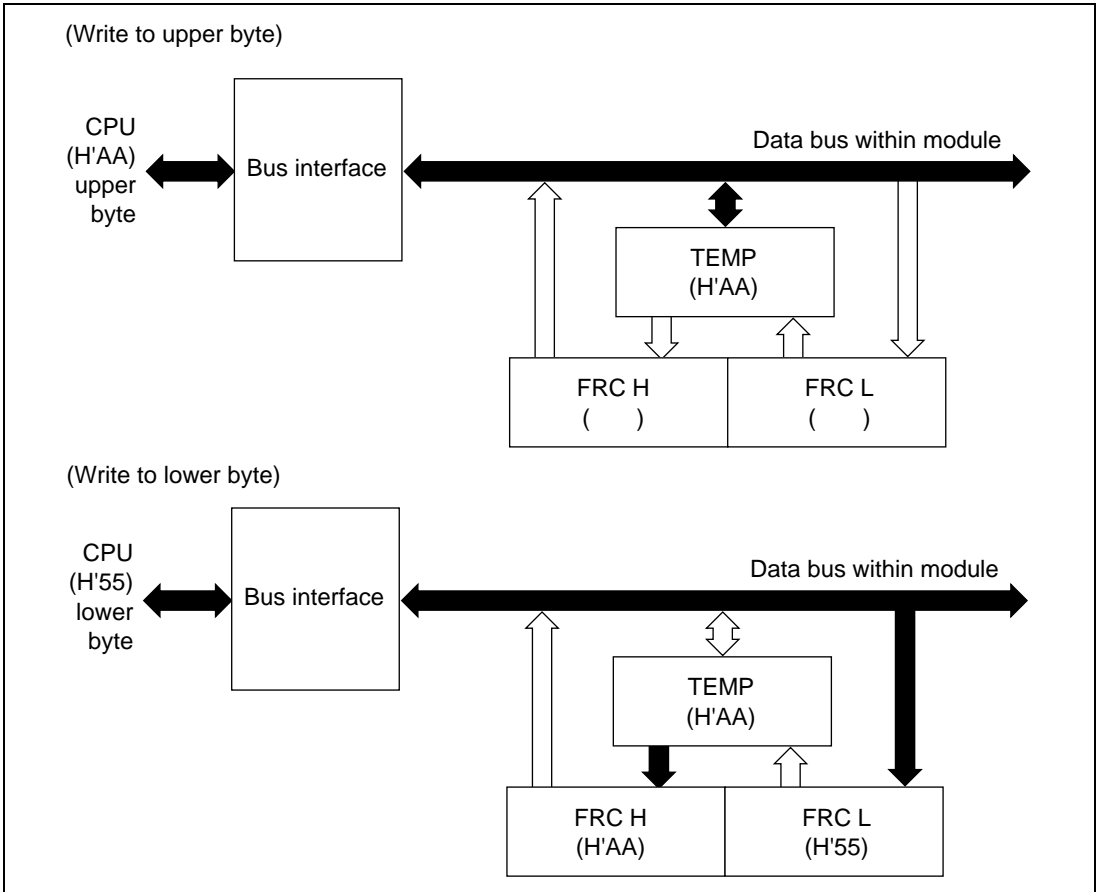 (Write to upper byte)
CPU
(H'AA)
upper
byte
Bus interface
Data bus within module
TEMP
(H'AA)
FRC H
(      )
FRC L
(      )
(Write to lower byte)
CPU
(H'55)
lower
byte
Bus interface
Data bus within module
TEMP
(H'AA)
FRC H
(H'AA)
FRC L
(H'55)